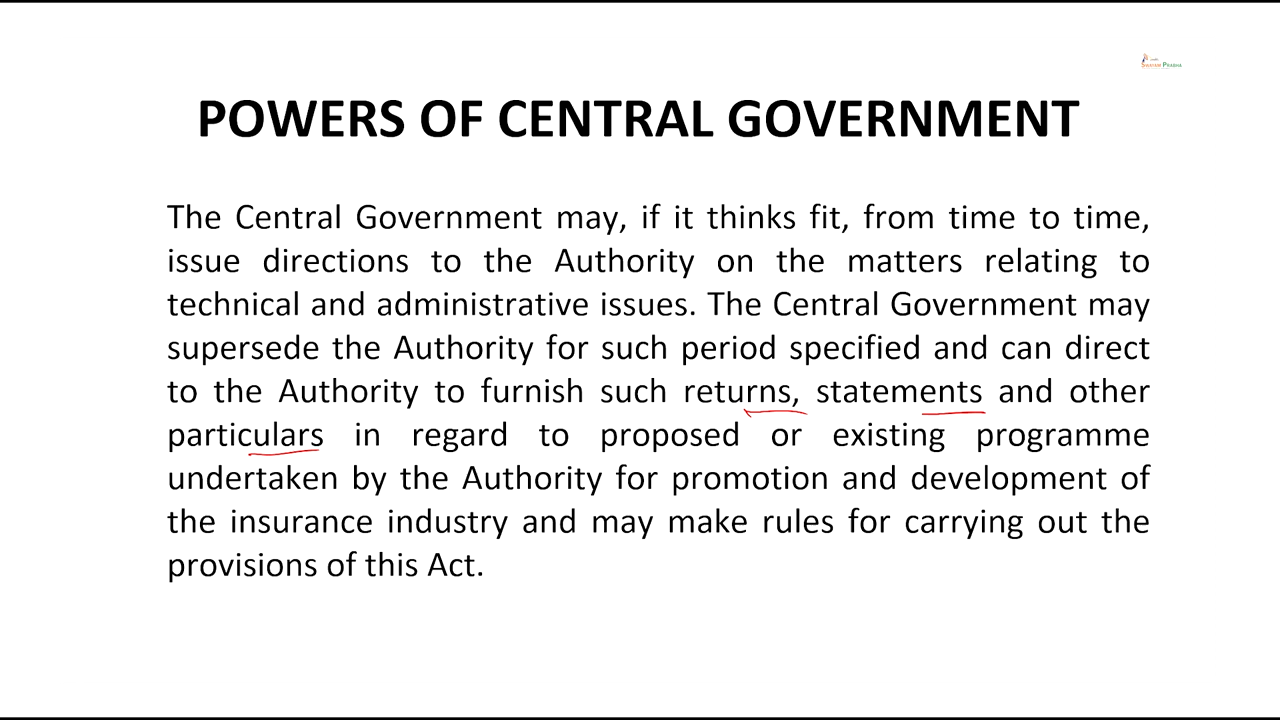 SWAYAM PRABHA
POWERS OF CENTRAL GOVERNMENT
The Central Government may, if it thinks fit, from time to time,
issue directions to the Authority on the matters relating to
technical and administrative issues. The Central Government may
supersede the Authority for such period specified and can direct
to the Authority to furnish such returns, statements and other
particulars in regard to proposed or existing programme
undertaken by the Authority for promotion and development of
the insurance industry and may make rules for carrying out the
provisions of this Act.